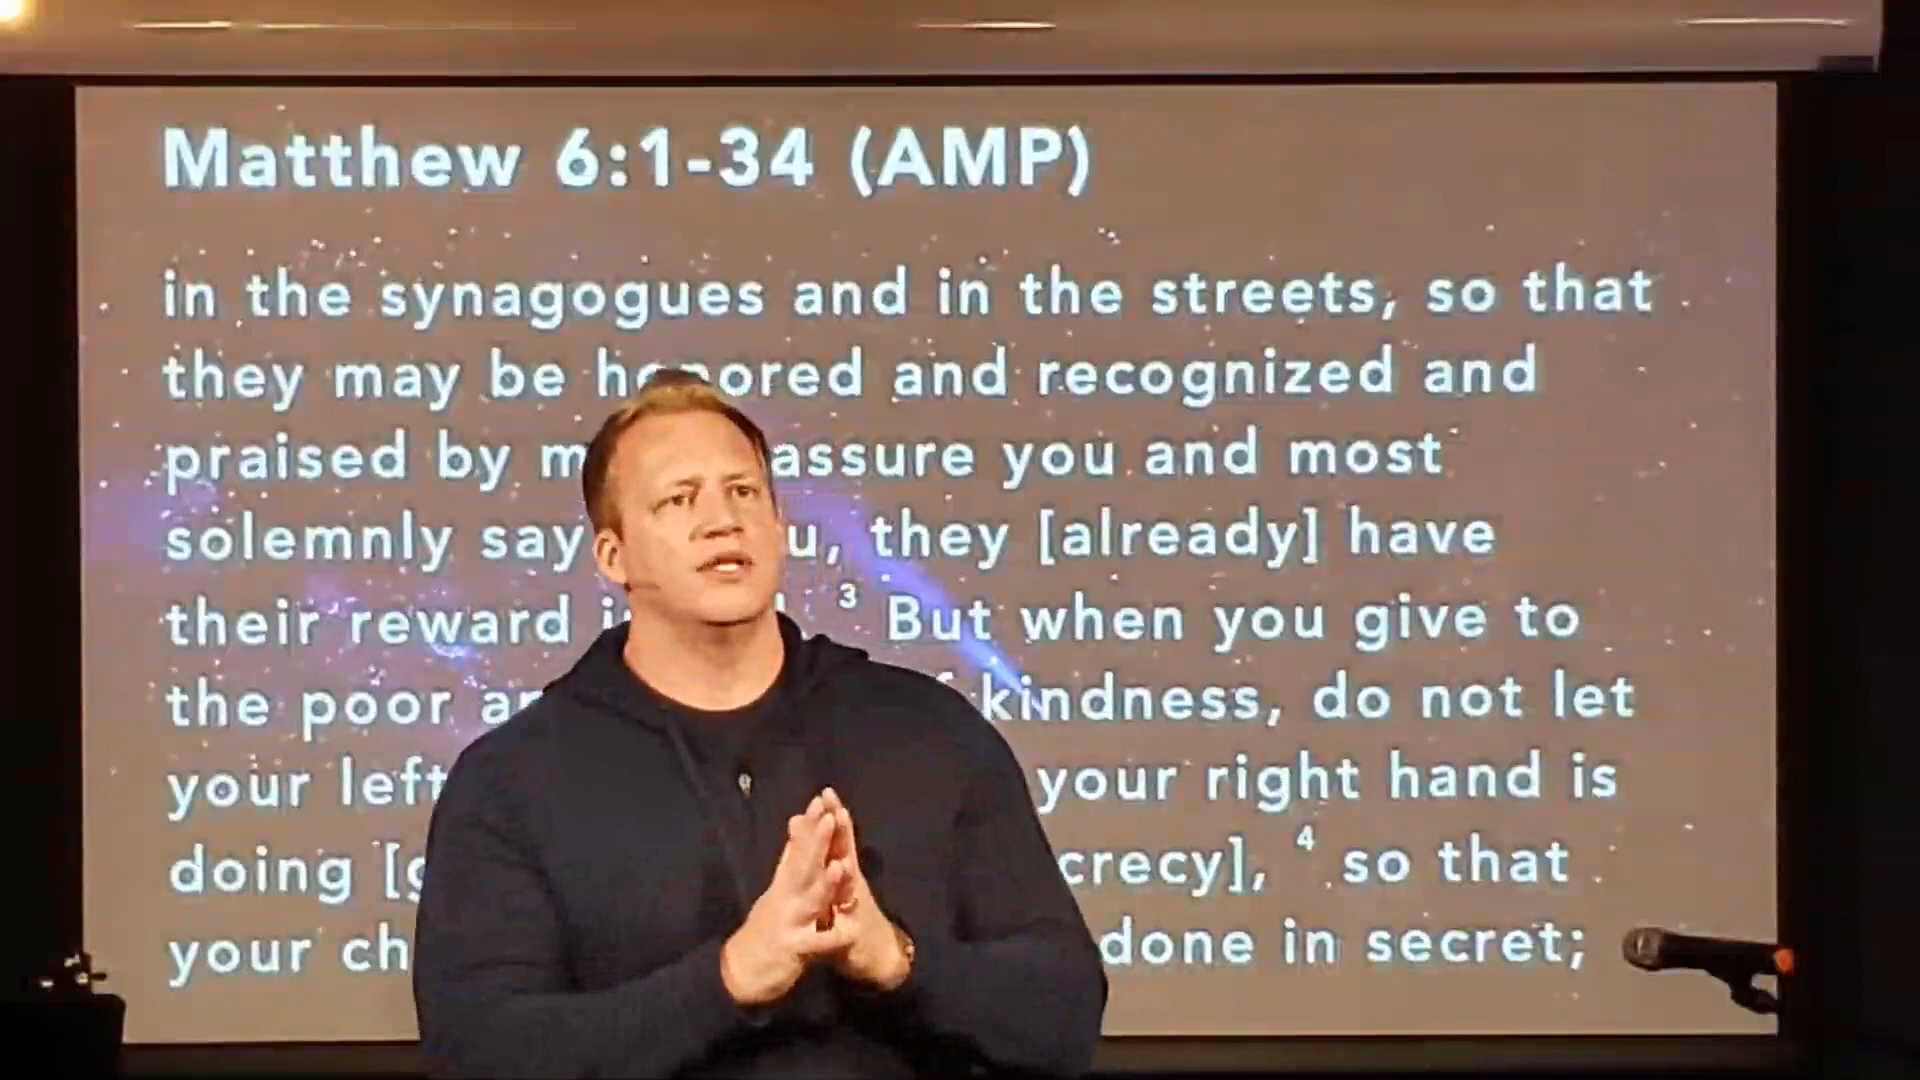 Matthew 6:1-34 (AMP)
in the synagogues and in the streets, so that
they may be honored and recognized and
praised by assure you and most
solemnly say they [already] have
their reward 3 But when you give to
the poor kindness, do not let
your left your right hand is
doing 4 so that
your done in secret;